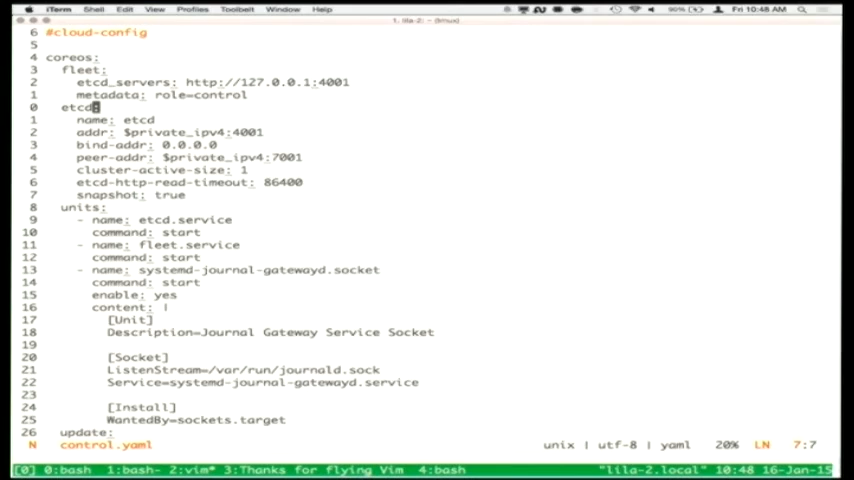 iTerm Shell Edit View Profiles Toolbelt Window Help 90% Fri 10:48 AM
1. lila-2: ~ (tmux)
6 #cloud-config
5
4 coreos:
3 fleet:
2 etcd_servers: http://127.0.0.1:4001
1 metadata: role=control
0 etcd:
1 name: etcd
2 addr: $private_ipv4:4001
3 bind-addr: 0.0.0.0
4 peer-addr: $private_ipv4:7001
5 cluster-active-size: 1
6 etcd-http-read-timeout: 86400
7 snapshot: true
8 units:
9 - name: etcd.service
10 command: start
11 - name: fleet.service
12 command: start
13 - name: systemd-journal-gatewayd.socket
14 command: start
15 enable: yes
16 content: |
17 [Unit]
18 Description=Journal Gateway Service Socket
19
20 [Socket]
21 ListenStream=/var/run/journald.sock
22 Service=systemd-journal-gatewayd.service
23
24 [Install]
25 WantedBy=sockets.target
26 update:
N control.yaml unix | utf-8 | yaml 20% LN 7:7
[0] 0:bash 1:bash- 2:vim* 3:Thanks for flying Vim 4:bash "lila-2.local" 10:48 16-Jan-15